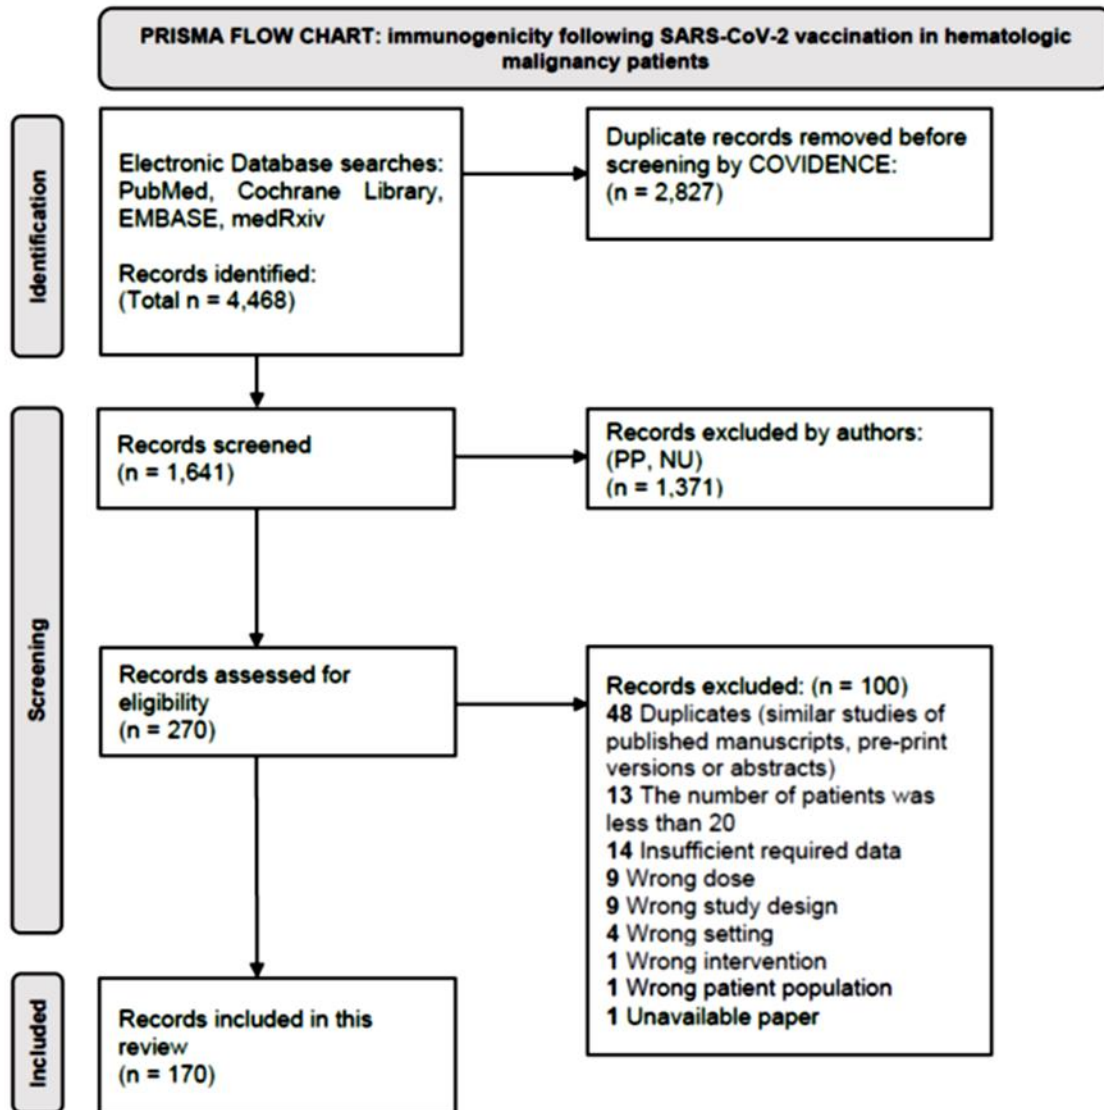 PRISMA FLOW CHART: immunogenicity following SARS-CoV-2 vaccination in hematologic
malignancy patients
Identification
Electronic Database searches:
PubMed, Cochrane Library,
EMBASE, medRxiv
Records identified:
(Total n = 4,468)
Duplicate records removed before
screening by COVIDENCE:
(n = 2,827)
Screening
Records screened
(n = 1,641)
Records excluded by authors:
(PP, NU)
(n = 1,371)
Records assessed for
eligibility
(n = 270)
Records excluded: (n = 100)
48 Duplicates (similar studies of
published manuscripts, pre-print
versions or abstracts)
13 The number of patients was
less than 20
14 Insufficient required data
9 Wrong dose
9 Wrong study design
4 Wrong setting
1 Wrong intervention
1 Wrong patient population
1 Unavailable paper
Included
Records included in this
review
(n = 170)